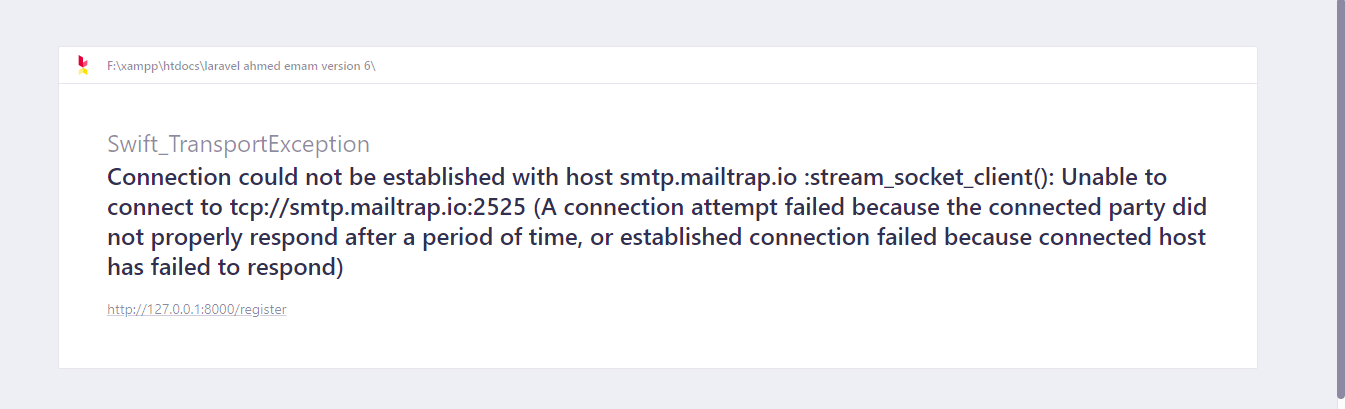 F:\xampp\htdocs\laravel ahmed emam version 6\
Swift_TransportException
Connection could not be established with host smtp.mailtrap.io :stream_socket_client(): Unable to
connect to tcp://smtp.mailtrap.io:2525 (A connection attempt failed because the connected party did
not properly respond after a period of time, or established connection failed because connected host
has failed to respond)
http://127.0.0.1:8000/register